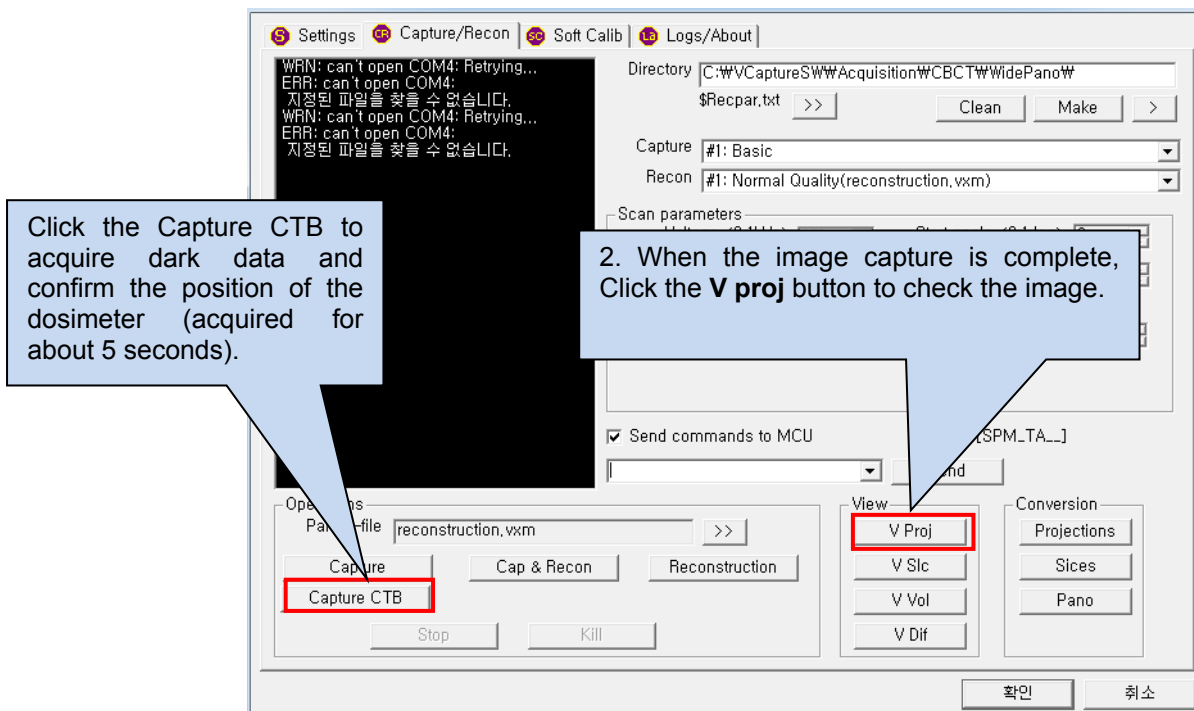 Settings Capture/Recon Soft Calib Logs/About
WRN: can't open COM4: Retrying...
ERR: can't open COM4:
지정된 파일을 찾을 수 없습니다.
WRN: can't open COM4: Retrying...
ERR: can't open COM4:
지정된 파일을 찾을 수 없습니다.
Directory C:₩VCaptureSW₩Acquisition₩CBCT₩WidePano₩
$Recpar.txt >> Clean Make >
Capture #1: Basic
Recon #1: Normal Quality(reconstruction.vxm)
Scan parameters
Click the Capture CTB to
acquire dark data and
confirm the position of the
dosimeter (acquired for
about 5 seconds).
2. When the image capture is complete,
Click the V proj button to check the image.
Send commands to MCU [SPM_TA__]
View
V Proj
V Slc
V Vol
V Dif
Conversion
Projections
Sices
Pano
reconstruction.vxm >>
Capture Cap & Recon Reconstruction
Capture CTB
Stop Kill
확인 취소